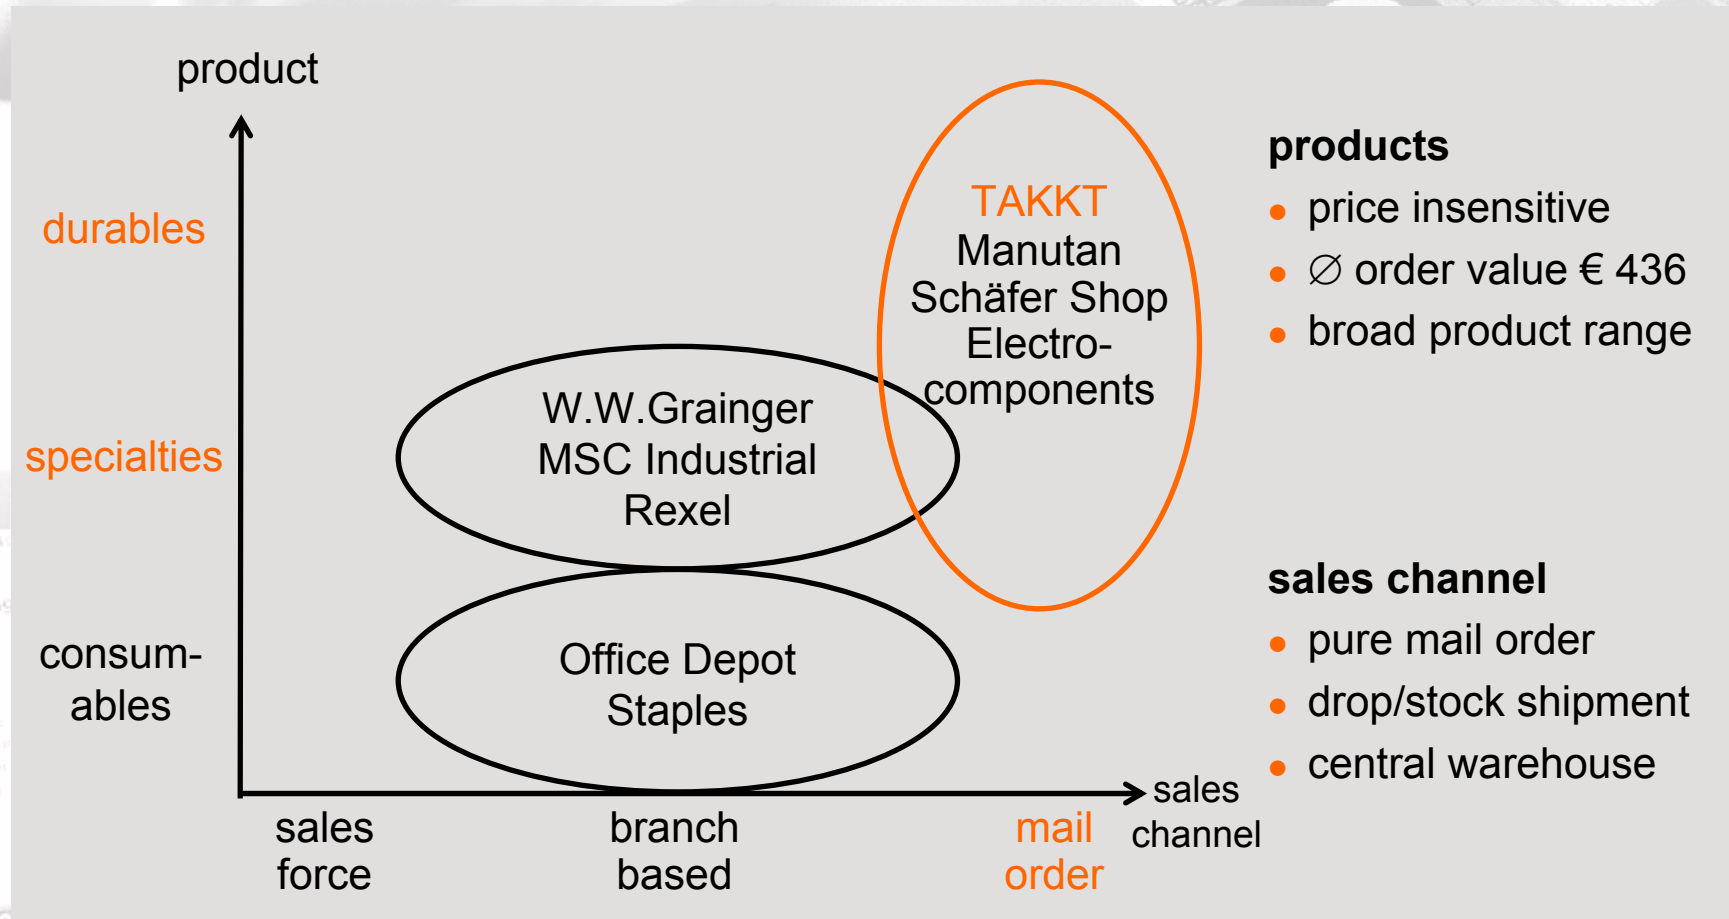 product
durables
specialties
consum-
ables
TAKKT
Manutan
Schäfer Shop
Electro-
components
W.W.Grainger
MSC Industrial
Rexel
Office Depot
Staples
sales
force
branch
based
mail
order
sales
channel
products
● price insensitive
● ∅ order value € 436
● broad product range
sales channel
● pure mail order
● drop/stock shipment
● central warehouse